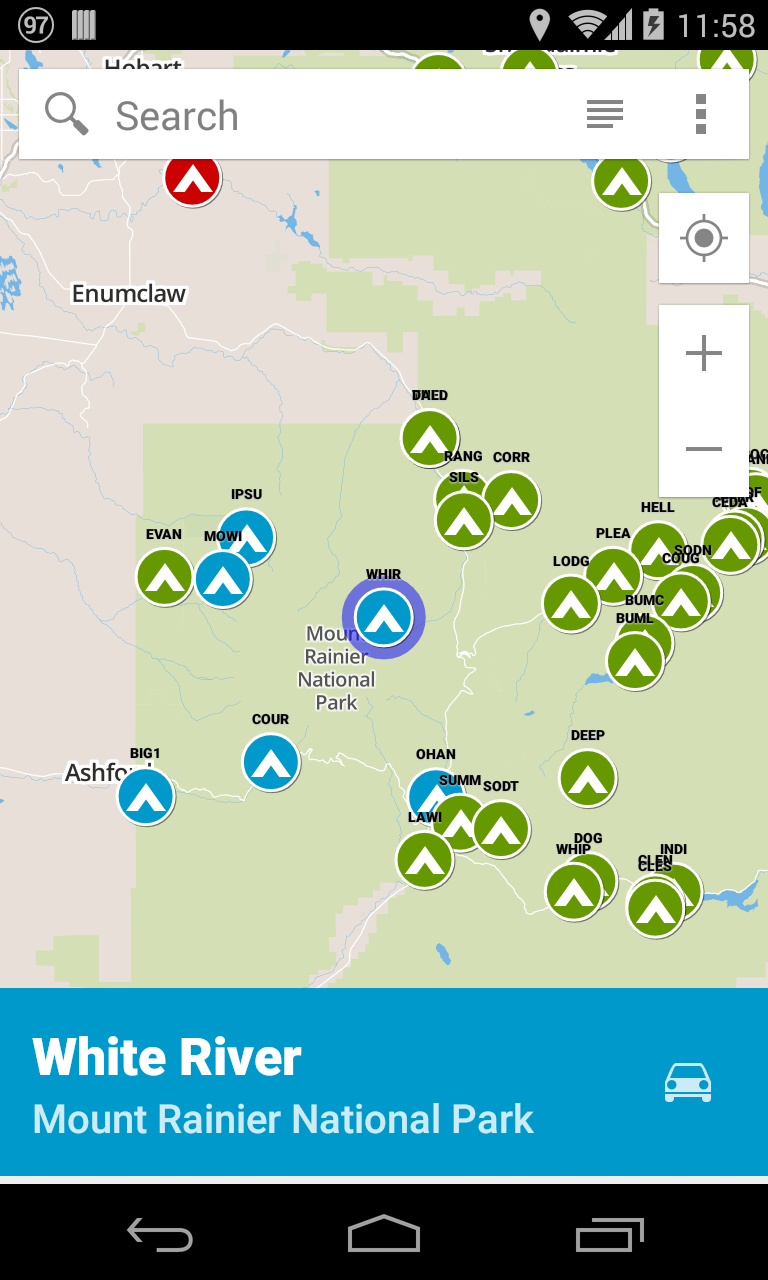 97
11:58
Hobart
Search
Enumclaw
RANG
CORR
SILS
IPSU
HELL
CEDA
EVAN
MOWI
PLEA
SODN
LODG
COUG
WHIR
BUMC
BUML
Mount
Rainier
National
Park
COUR
DEEP
BIG1
OHAN
Ashford
SUMM
SODT
LAWI
DOG
WHIP
INDI
CLEN
CLES
White River
Mount Rainier National Park